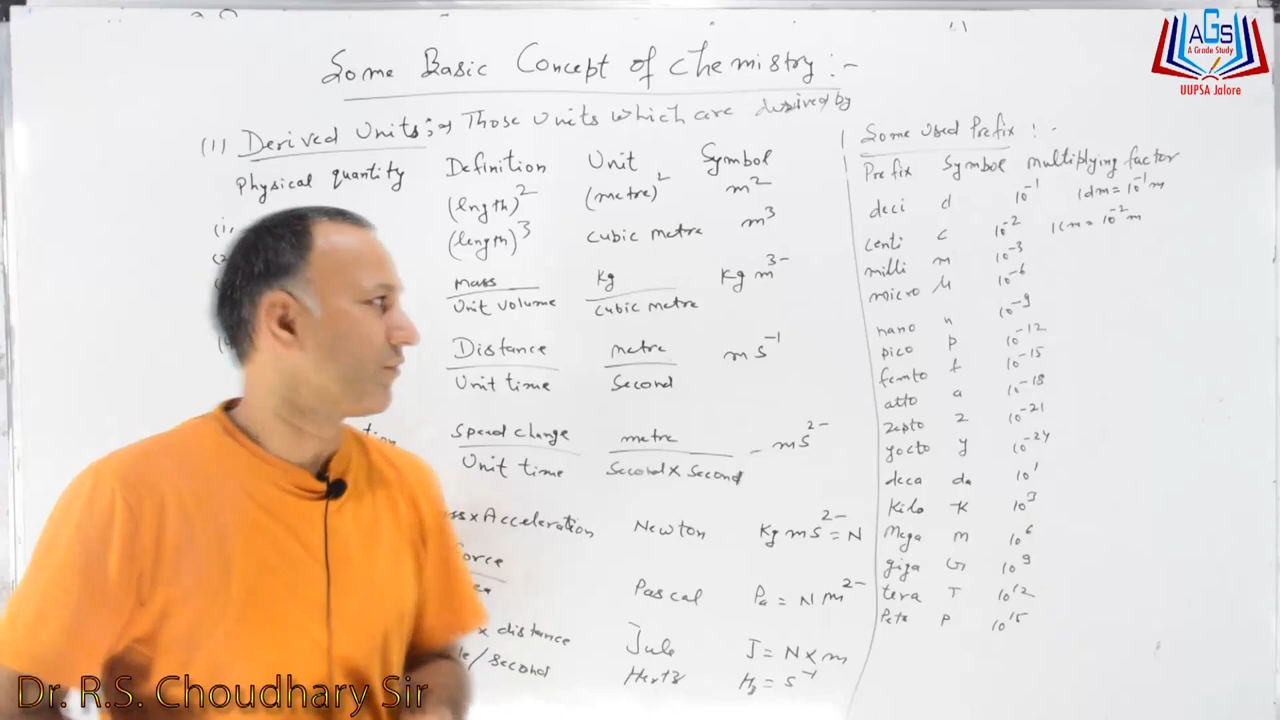 Some Basic Concept of Chemistry :-
(1) Derived Units :⇒ Those Units which are derived by
Physical quantity Definition Unit Symbol
(lngth)² (metre)² m²
(length)³ cubic metre m³
mass / Unit volume Kg / cubic metre Kg m³⁻
Distance / Unit time metre / Second m s⁻¹
Speed change / Unit time metre / Second × Second - ms²⁻
× Acceleration Newton Kg ms²⁻ = N
Force Pascal Pa = N m²⁻
× distance Jule J = N × m
/second Hertz Hz = s⁻¹
Some Used Prefix :-
Prefix Symbol multiplying factor
deci d 10⁻¹ 1dm = 10⁻¹ m
centi c 10⁻² 1cm = 10⁻² m
milli m 10⁻³
micro μ 10⁻⁶
nano n 10⁻⁹
pico p 10⁻¹²
femto f 10⁻¹⁵
atto a 10⁻¹⁸
zepto z 10⁻²¹
yocto y 10⁻²⁴
deca da 10¹
Kilo K 10³
Mega m 10⁶
giga G 10⁹
tera T 10¹²
Peta P 10¹⁵
AGS
A Grade Study
UUPSA Jalore
Dr. R.S. Choudhary Sir